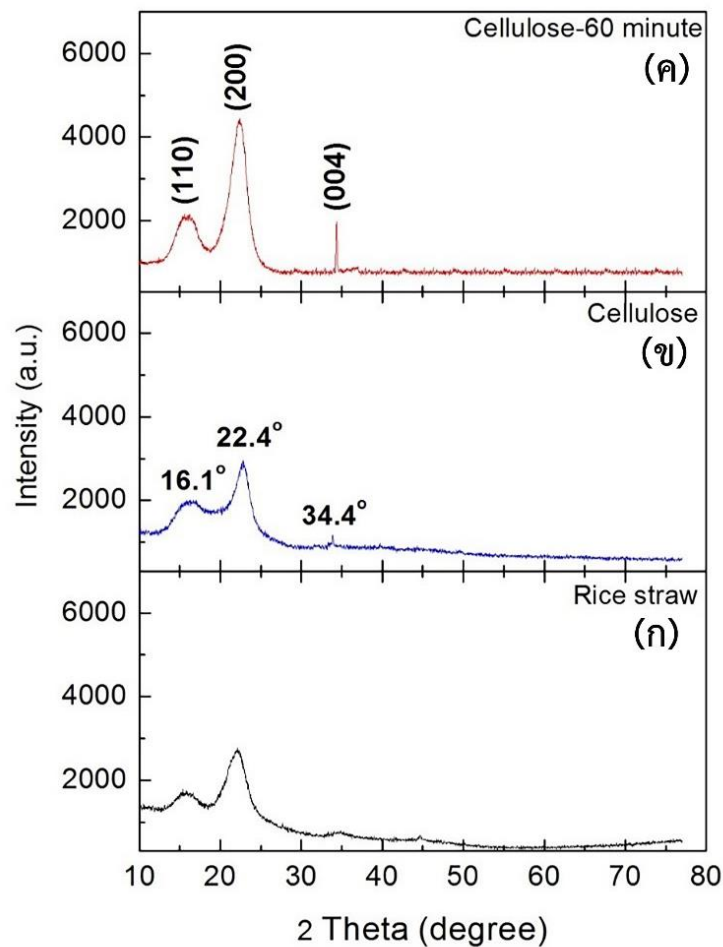 Cellulose-60 minute
(ค)
6000
4000
2000
(110)
(200)
(004)
Cellulose
(ข)
6000
4000
2000
16.1°
22.4°
34.4°
Rice straw
(ก)
6000
4000
2000
Intensity (a.u.)
10 20 30 40 50 60 70 80
2 Theta (degree)